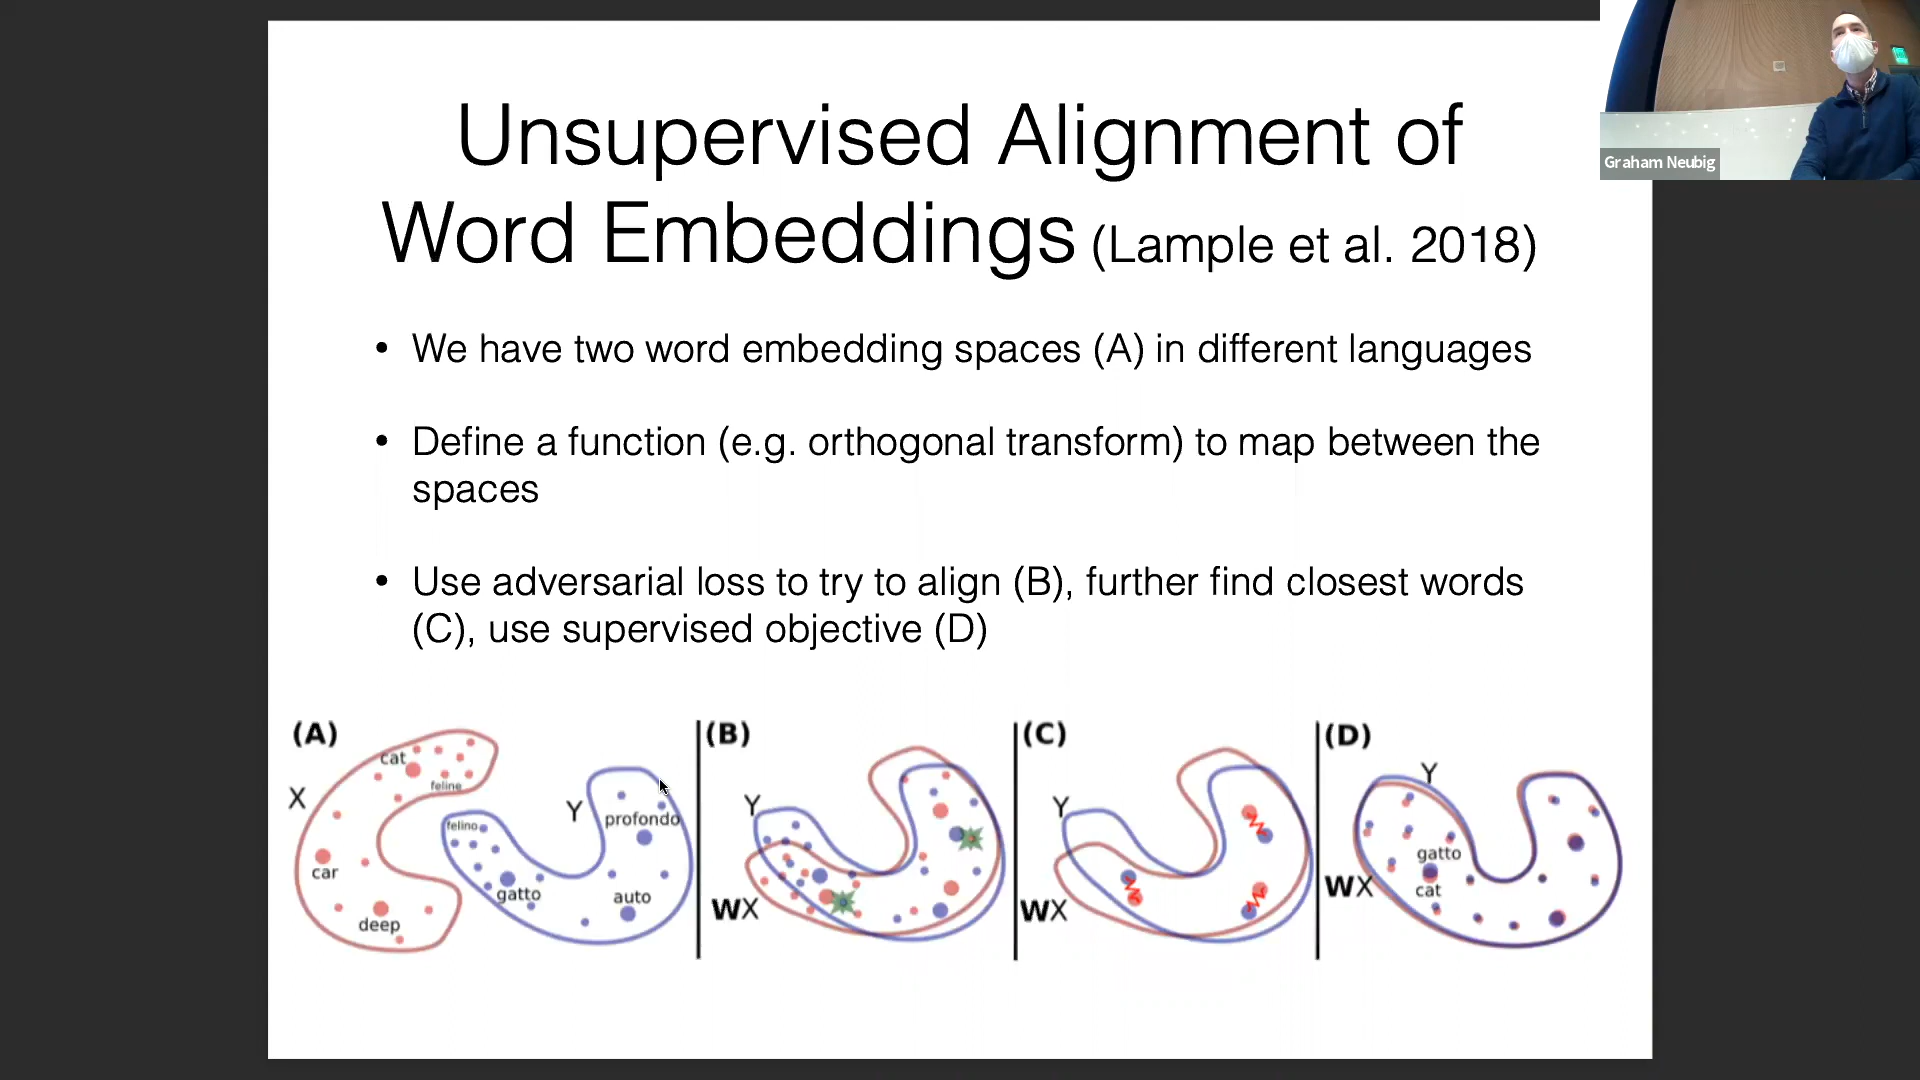 Unsupervised Alignment of
Word Embeddings (Lample et al. 2018)
Graham Neubig
• We have two word embedding spaces (A) in different languages
• Define a function (e.g. orthogonal transform) to map between the
spaces
• Use adversarial loss to try to align (B), further find closest words
(C), use supervised objective (D)
(A)
cat
feline
X
car
deep
Y
felino
profondo
gatto
auto
(B)
Y
WX
(C)
Y
WX
(D)
Y
gatto
WX
cat